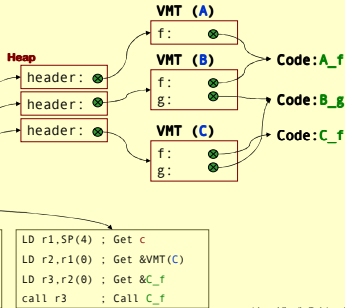 VMT (A)
f:
Heap
header:
VMT (B)
Code:A_f
header:
f:
g:
Code:B_g
header:
VMT (C)
Code:C_f
f:
g:
LD r1,SP(4) ; Get c
LD r2,r1(0) ; Get &VMT(C)
LD r3,r2(0) ; Get &C_f
call r3 ; Call C_f